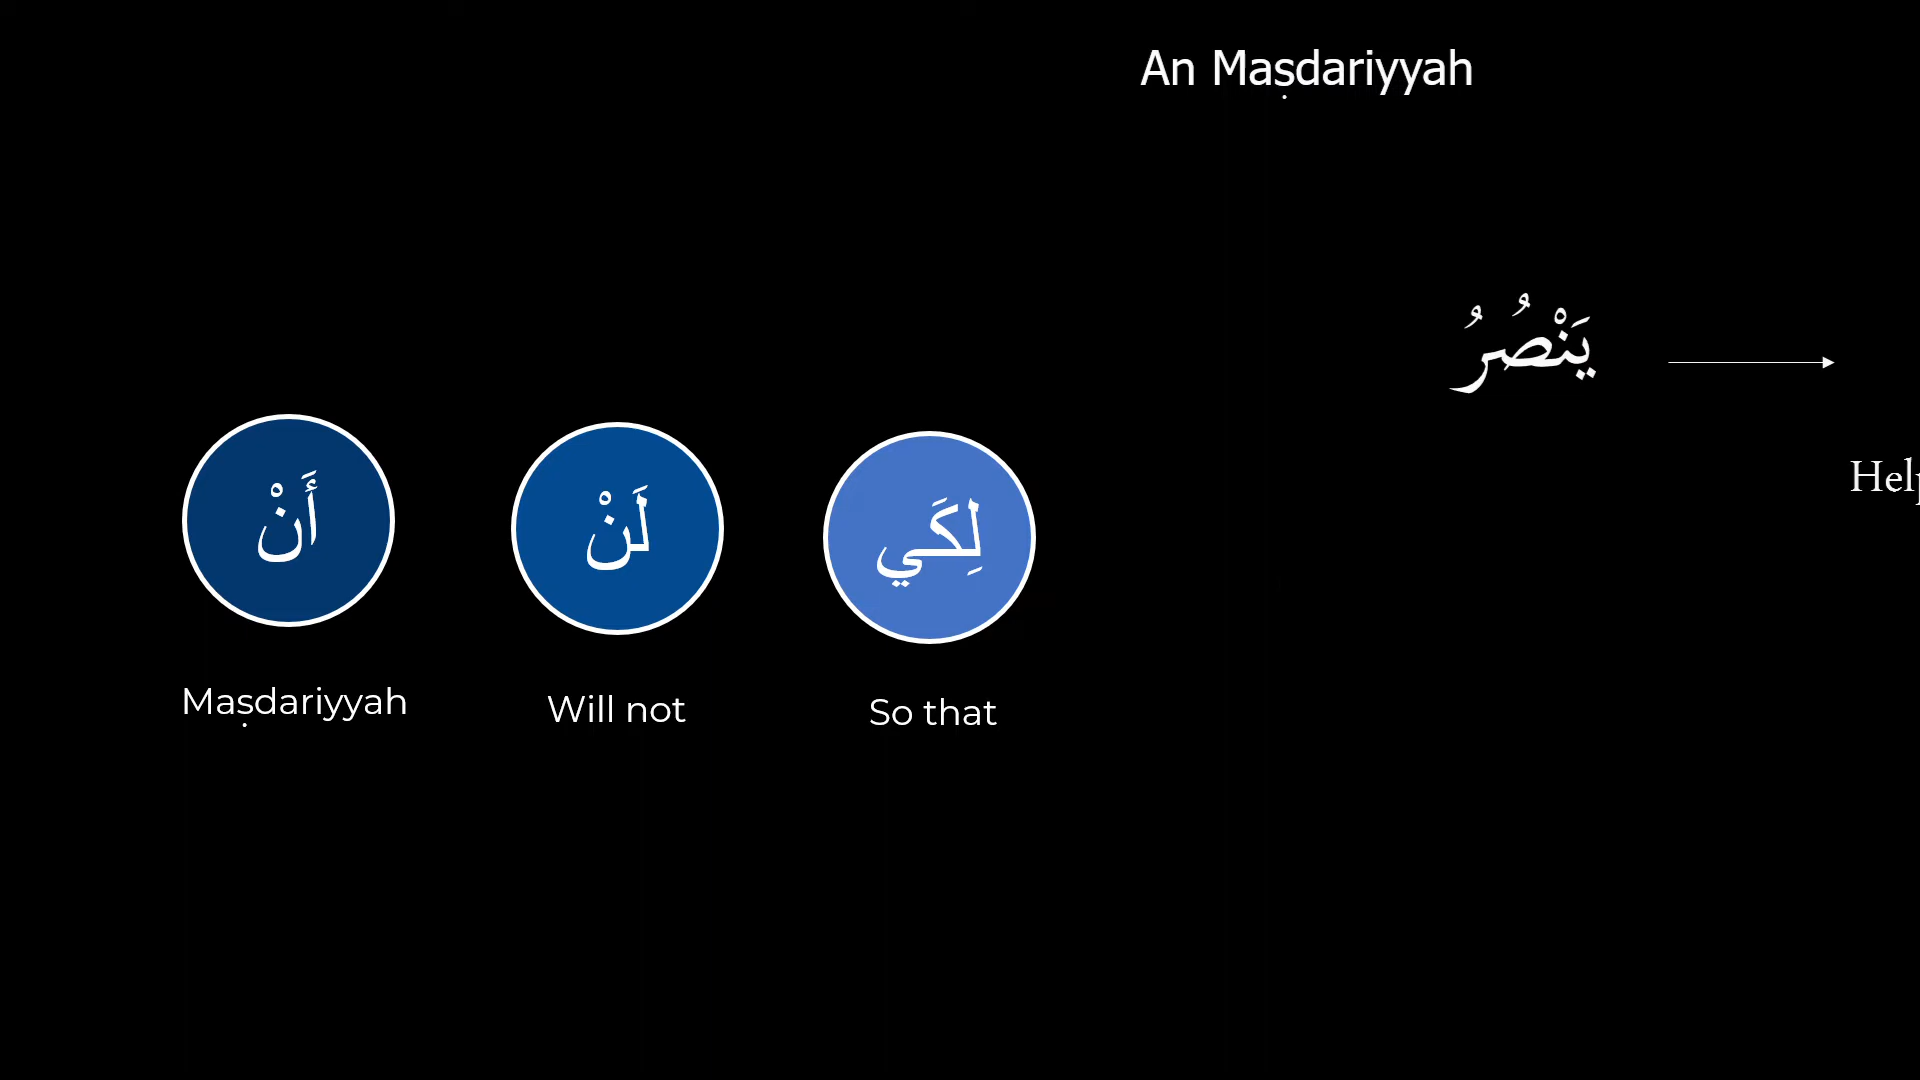 An Maṣdariyyah
يَنْصُرُ
أَنْ
لَنْ
لِكَي
Maṣdariyyah
Will not
So that